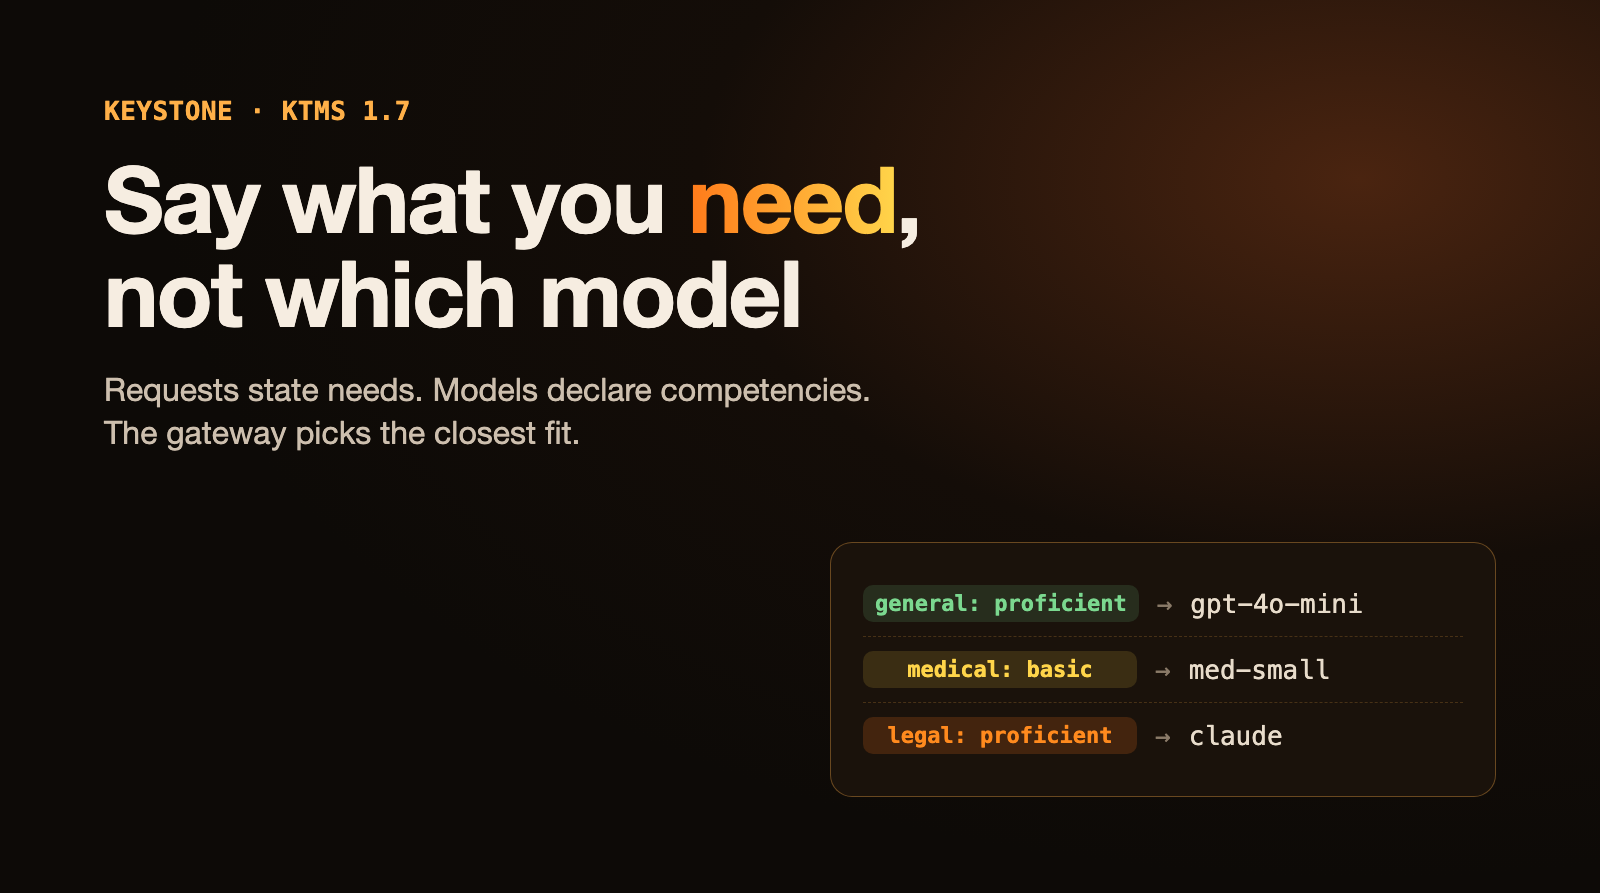 KEYSTONE · KTMS 1.7
Say what you need,
not which model
Requests state needs. Models declare competencies.
The gateway picks the closest fit.
general: proficient → gpt-4o-mini
medical: basic → med-small
legal: proficient → claude